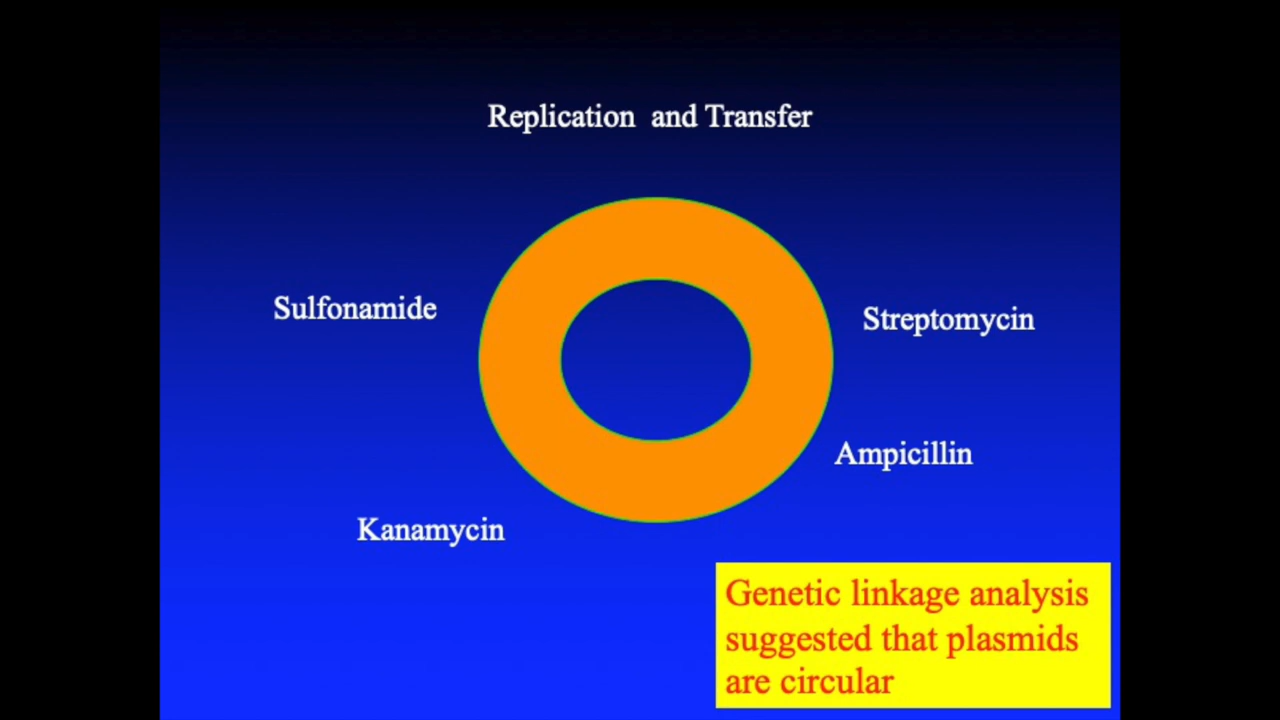 Replication and Transfer
Sulfonamide
Streptomycin
Ampicillin
Kanamycin
Genetic linkage analysis
suggested that plasmids
are circular